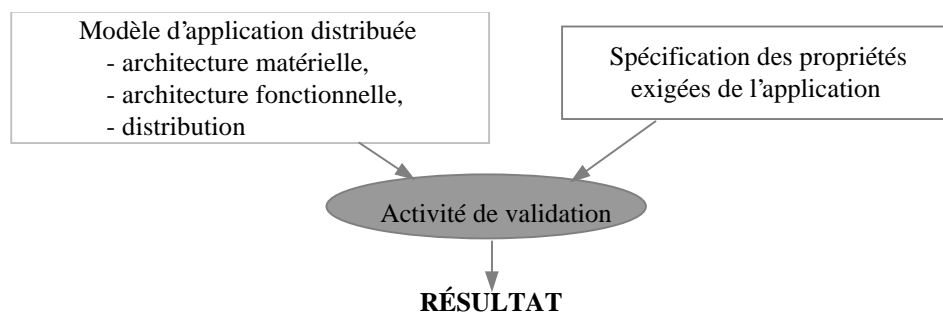 Modèle d'application distribuée
- architecture matérielle,
- architecture fonctionnelle,
- distribution
Spécification des propriétés
exigées de l'application
Activité de validation
RÉSULTAT